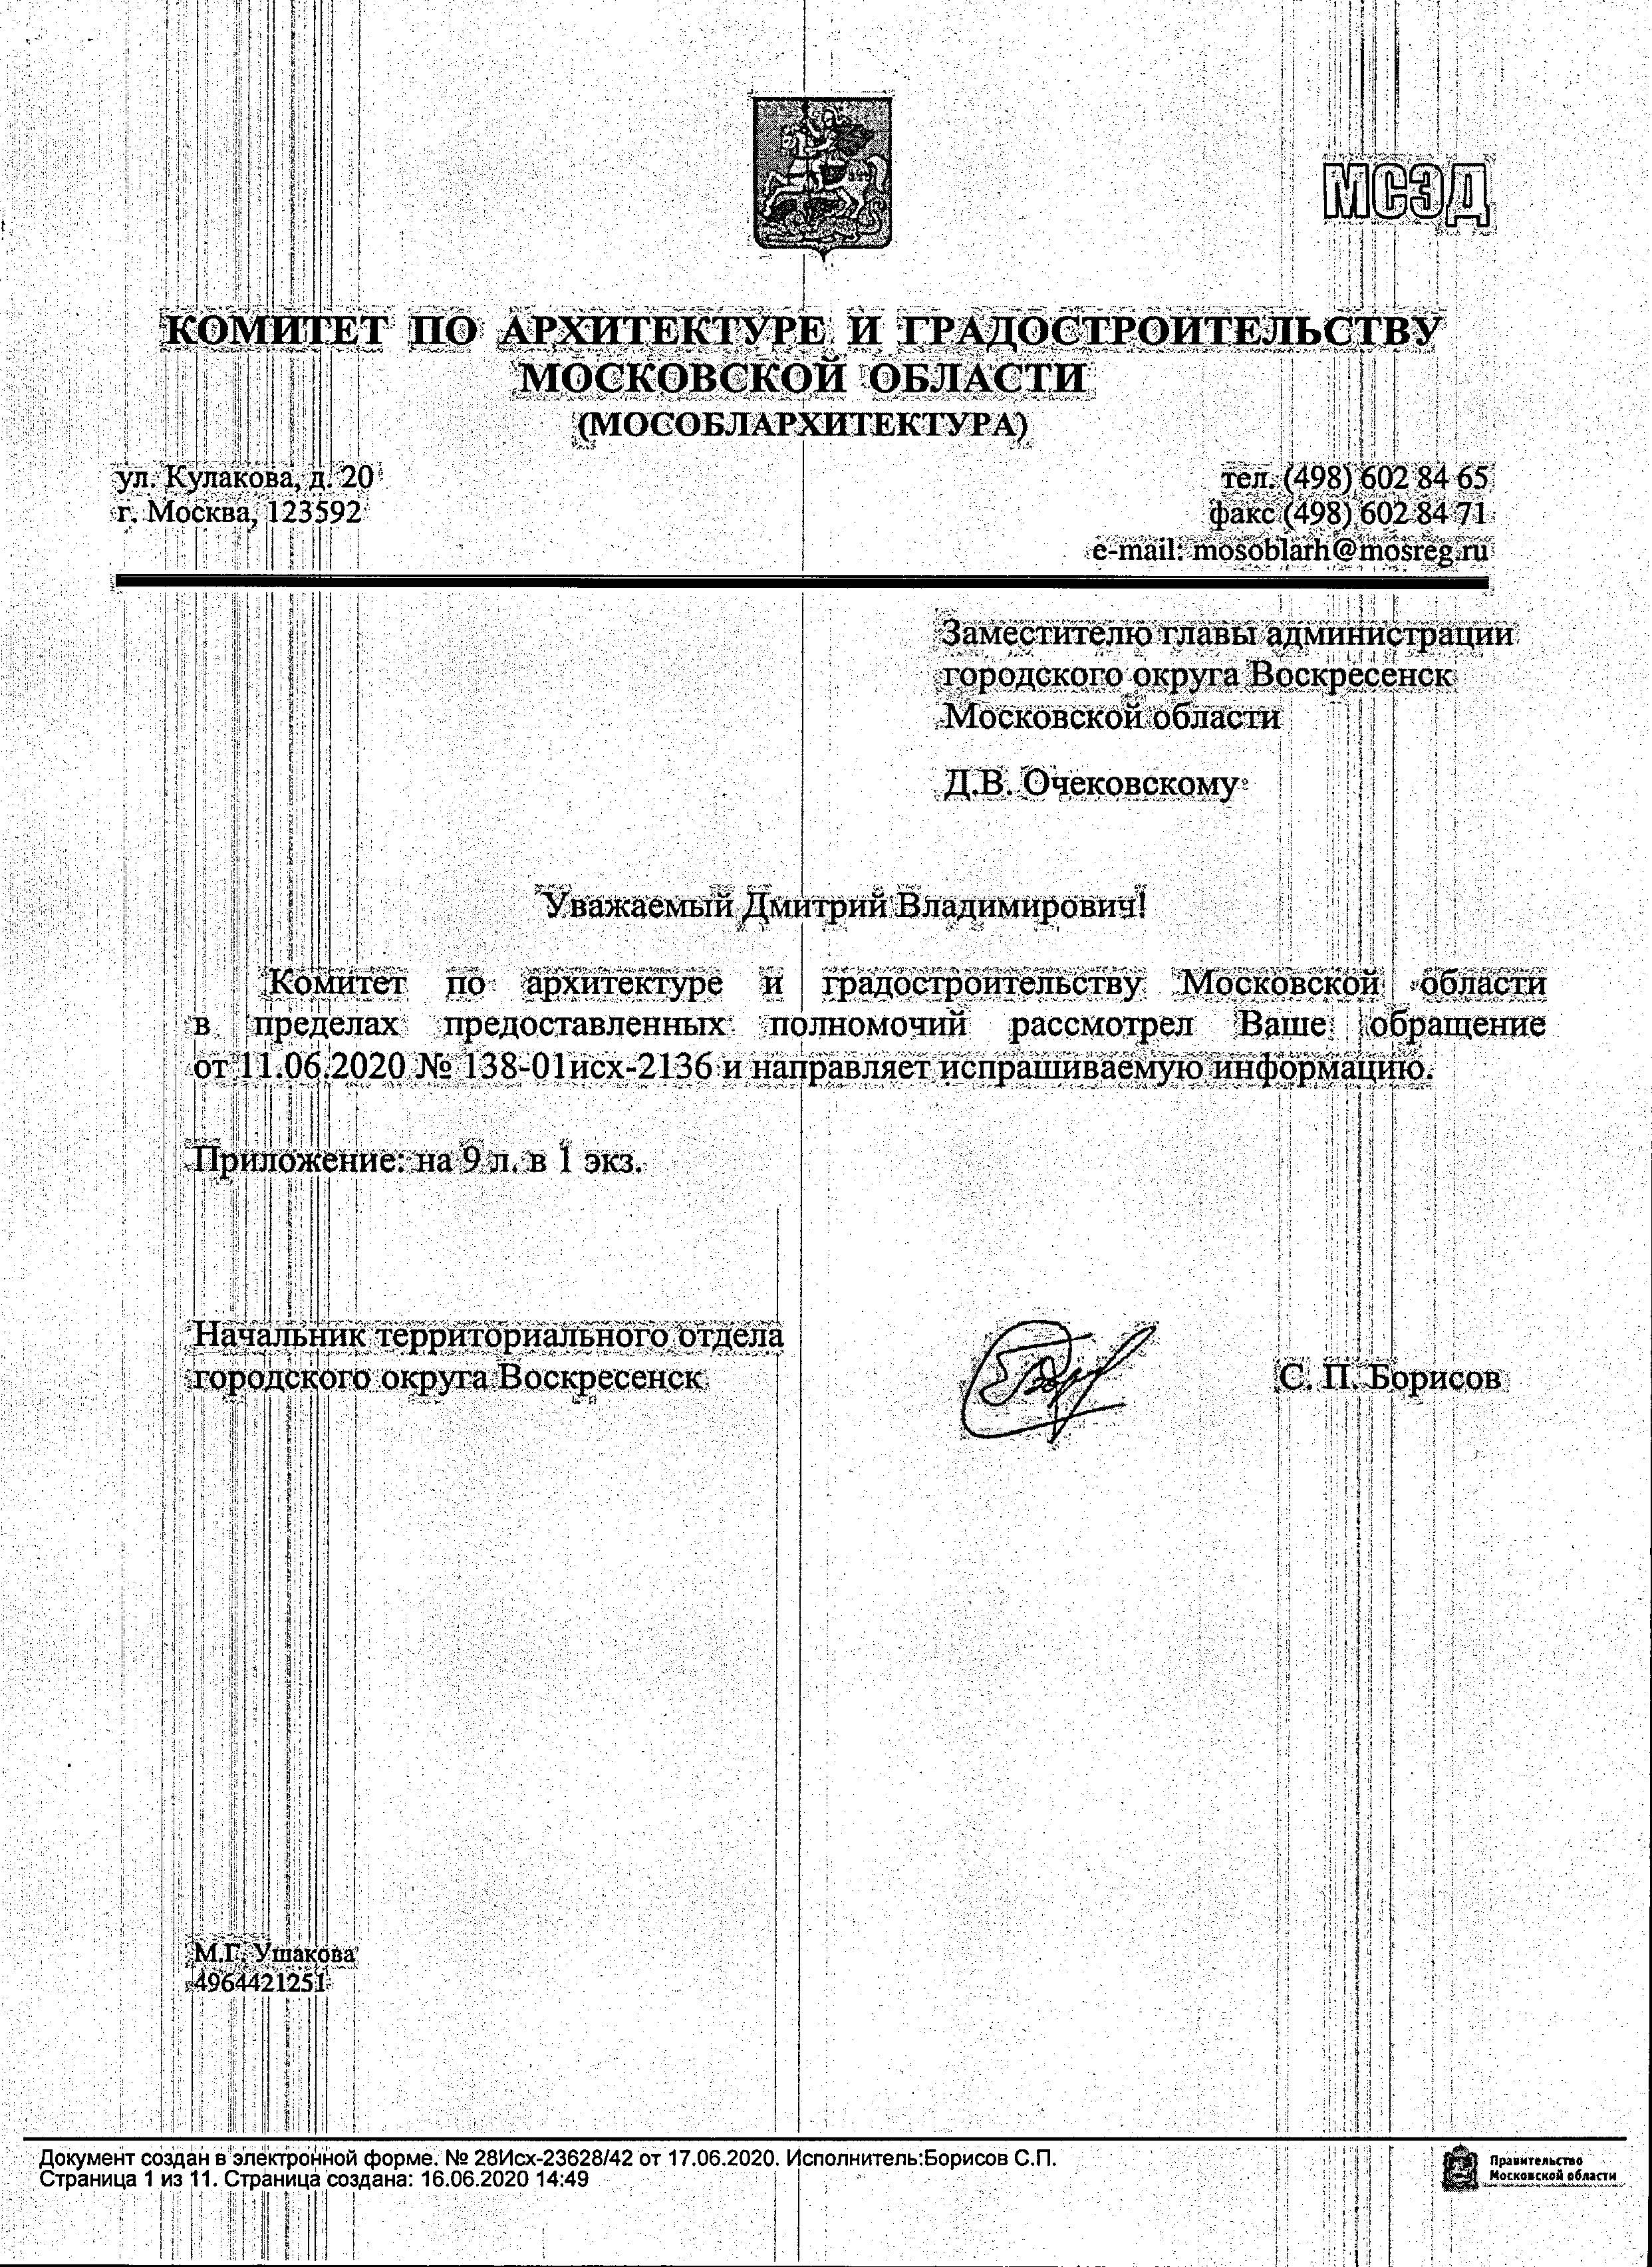 МСЭД
КОМИТЕТ ПО АРХИТЕКТУРЕ И ГРАДОСТРОИТЕЛЬСТВУ
МОСКОВСКОЙ ОБЛАСТИ
(МОСОБЛАРХИТЕКТУРА)
ул. Кулакова, д. 20
г. Москва, 123592
тел. (498) 602 84 65
факс (498) 602 84 71
e-mail: mosoblarh@mosreg.ru
Заместителю главы администрации
городского округа Воскресенск
Московской области
Д.В. Очековскому
Уважаемый Дмитрий Владимирович!
Комитет по архитектуре и градостроительству Московской области
в пределах предоставленных полномочий рассмотрел Ваше обращение
от 11.06.2020 № 138-01исх-2136 и направляет испрашиваемую информацию.
Приложение: на 9 л. в 1 экз.
Начальник территориального отдела
городского округа Воскресенск
С. П. Борисов
М.Г. Ушакова
4964421251
Документ создан в электронной форме. № 28Исх-23628/42 от 17.06.2020. Исполнитель:Борисов С.П.
Страница 1 из 11. Страница создана: 16.06.2020 14:49
Правительство
Московской области